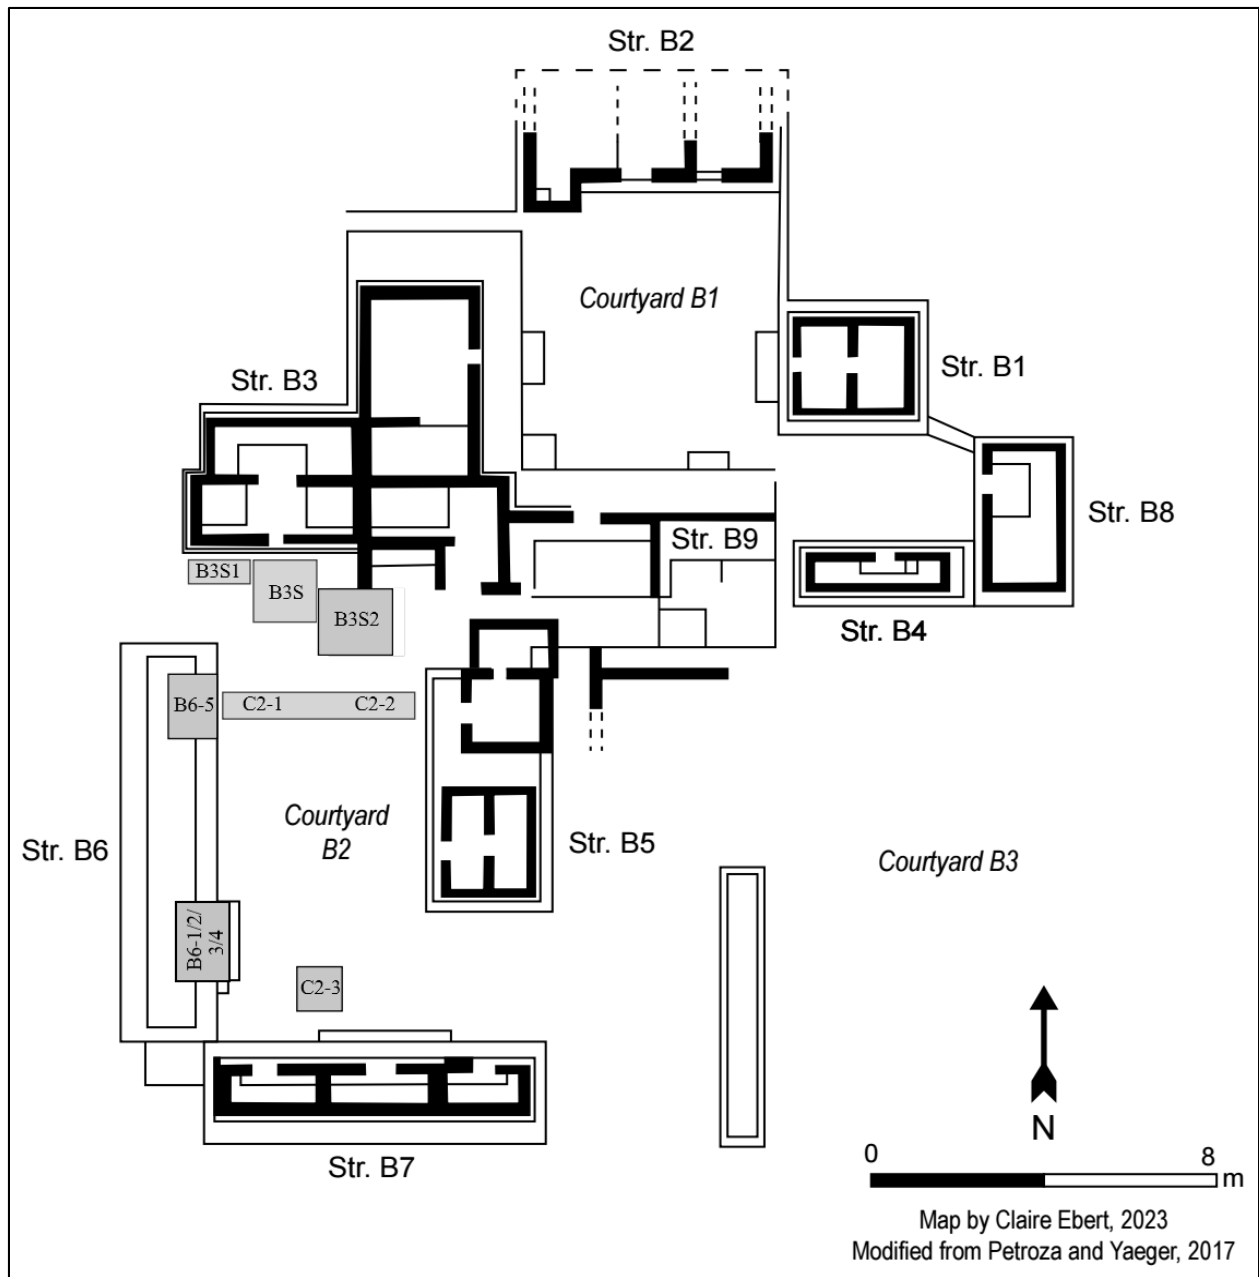 Str. B2
Courtyard B1
Str. B1
Str. B3
Str. B8
Str. B9
B3S1
B3S
B3S2
Str. B4
B6-5
C2-1
C2-2
Courtyard
B2
Str. B5
Str. B6
Courtyard B3
B6-1/2/
3/4
C2-3
N
0
8
m
Str. B7
Map by Claire Ebert, 2023
Modified from Petroza and Yaeger, 2017